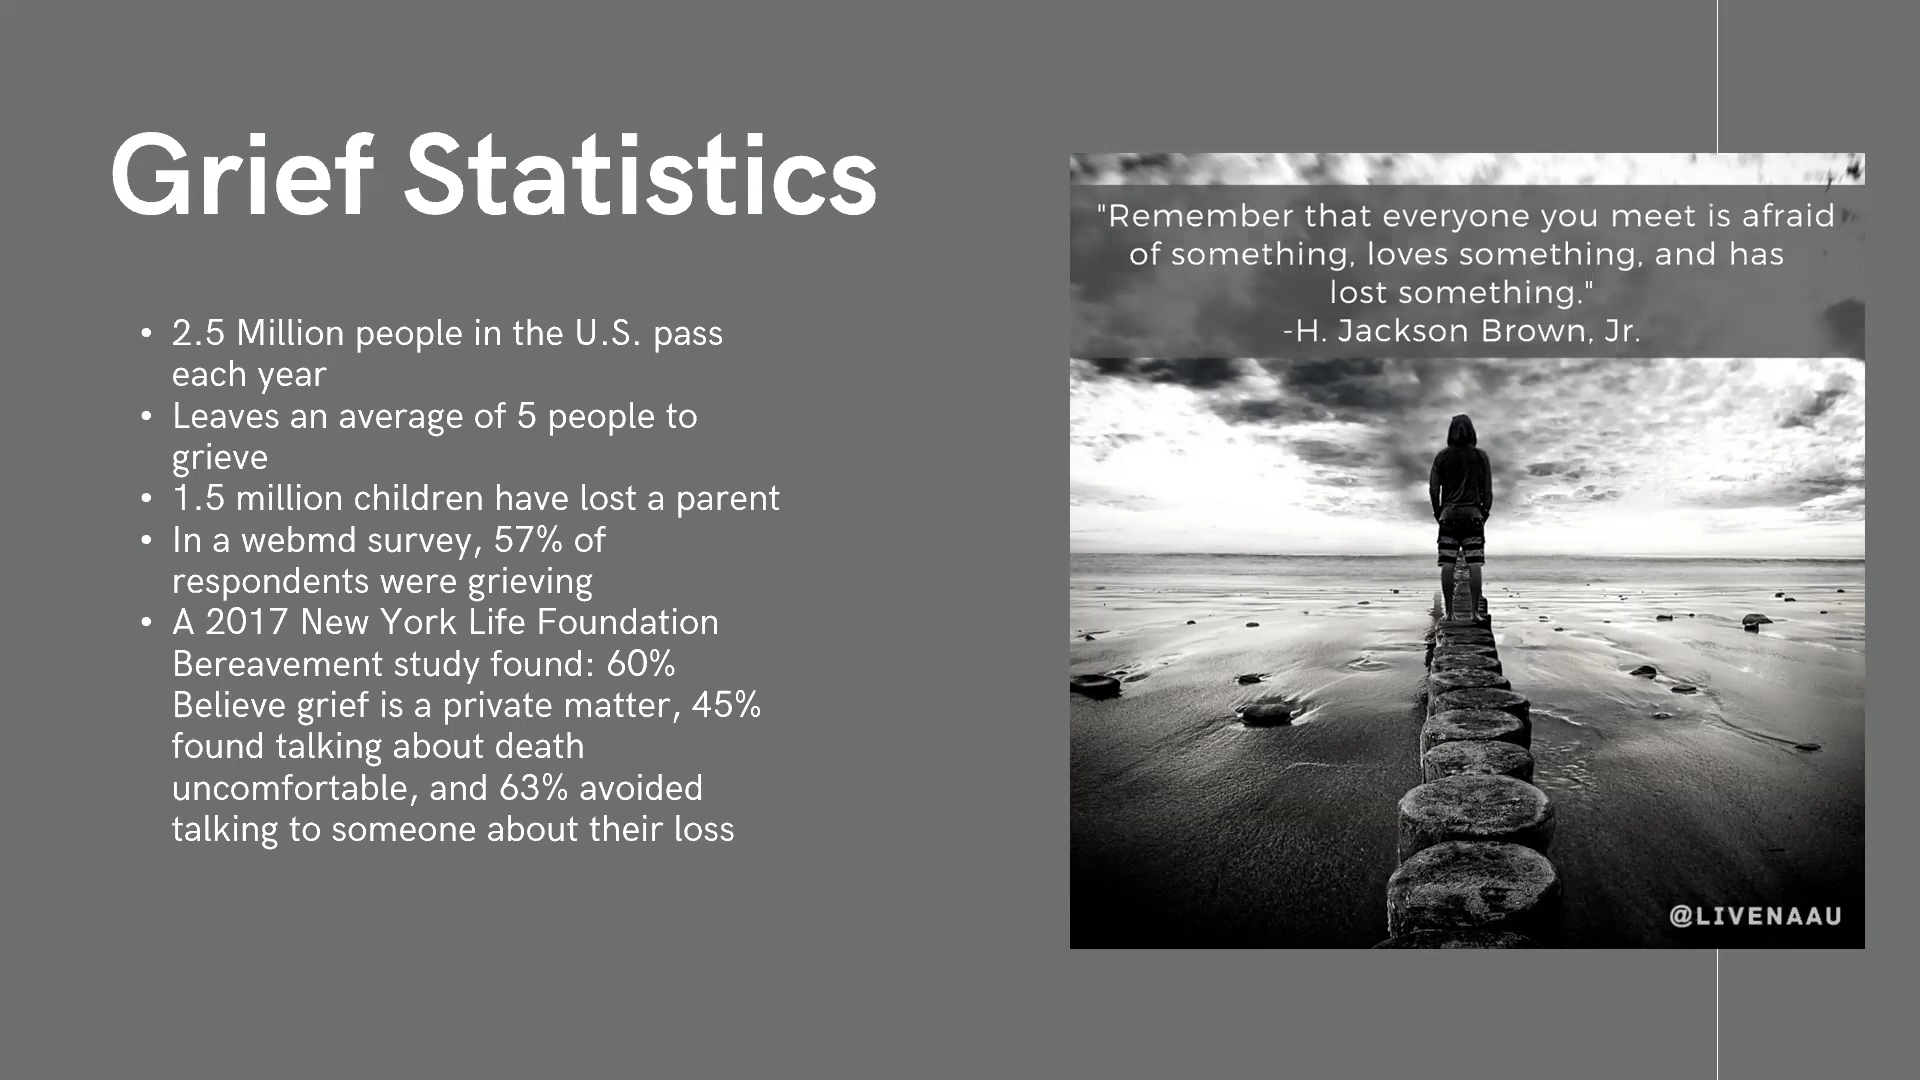 Grief Statistics
• 2.5 Million people in the U.S. pass
each year
• Leaves an average of 5 people to
grieve
• 1.5 million children have lost a parent
• In a webmd survey, 57% of
respondents were grieving
• A 2017 New York Life Foundation
Bereavement study found: 60%
Believe grief is a private matter, 45%
found talking about death
uncomfortable, and 63% avoided
talking to someone about their loss
"Remember that everyone you meet is afraid
of something, loves something, and has
lost something."
-H. Jackson Brown, Jr.
@LIVENAAU